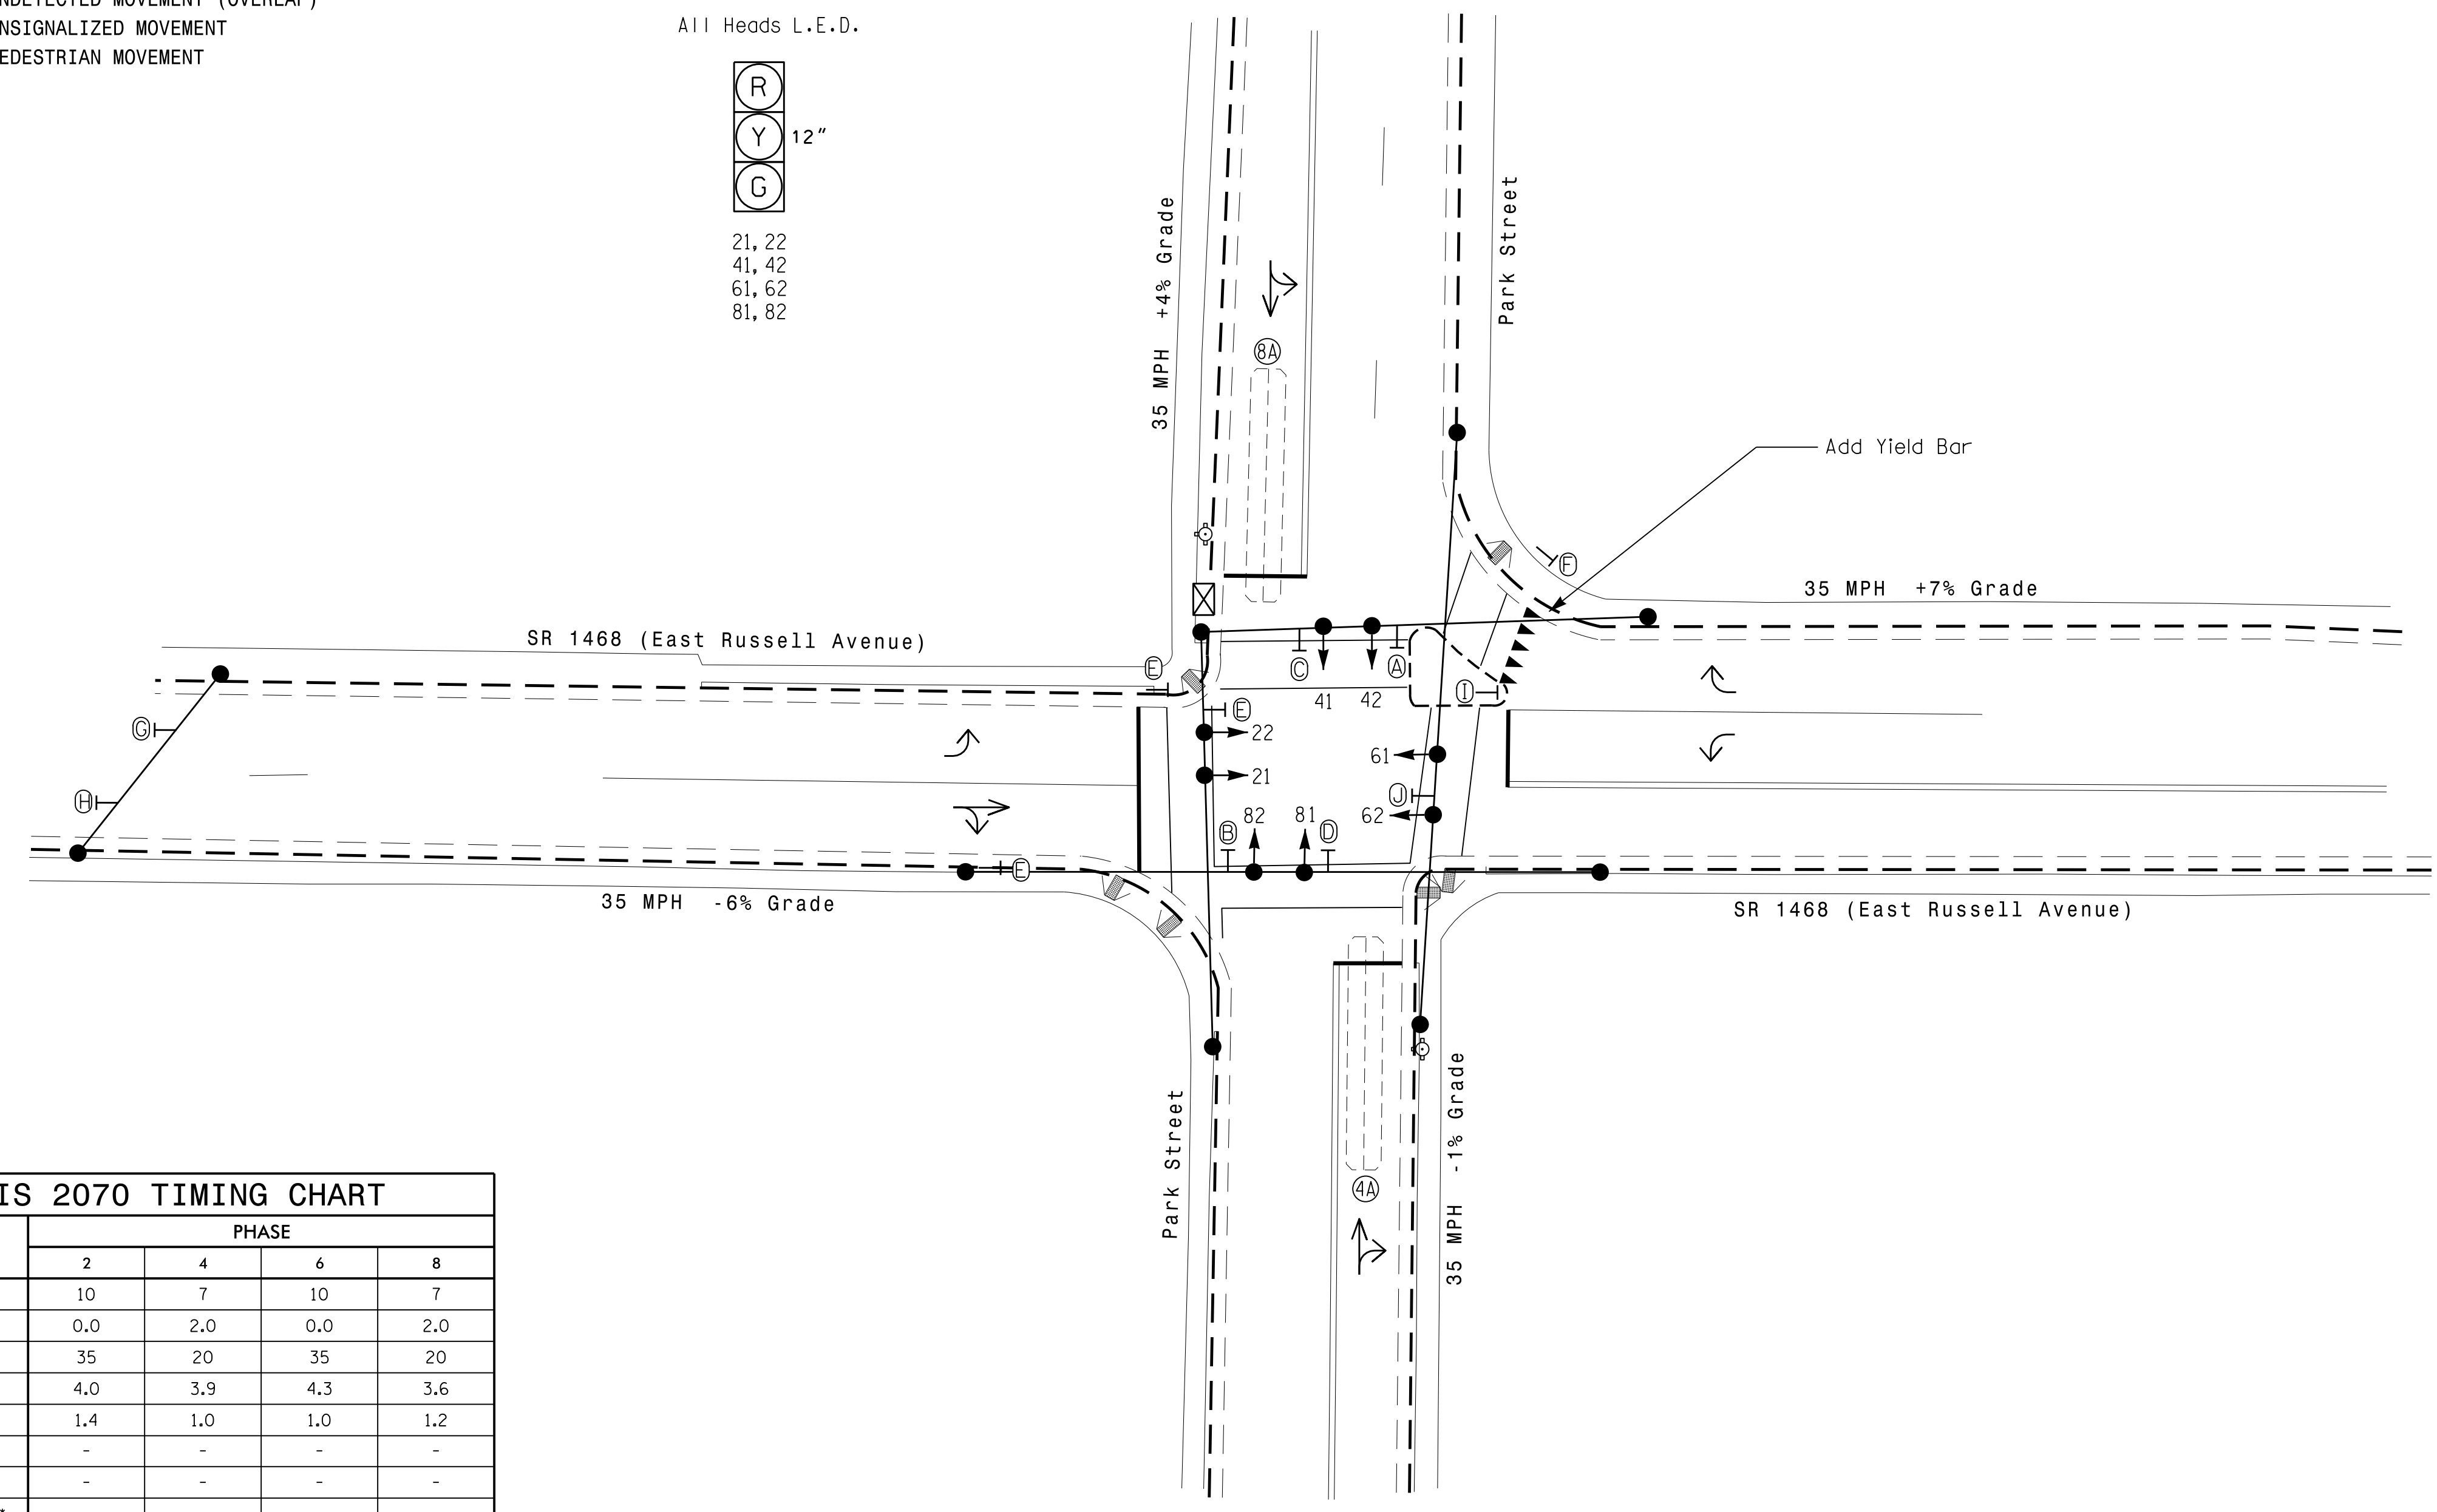 NDETECTED MOVEMENT (OVERLAP)
NSIGNALIZED MOVEMENT
EDESTRIAN MOVEMENT
All Heads L.E.D.
R
Y
12"
G
21, 22
41, 42
61, 62
81, 82
35 MPH +4% Grade
Park Street
8A
Add Yield Bar
F
35 MPH +7% Grade
SR 1468 (East Russell Avenue)
E
C
A
41
42
I
E
G
22
61
21
H
J
62
82
B
81
D
E
35 MPH -6% Grade
SR 1468 (East Russell Avenue)
Park Street
35 MPH -1% Grade
4A
IS 2070 TIMING CHART
PHASE
2 4 6 8
10 7 10 7
0.0 2.0 0.0 2.0
35 20 35 20
4.0 3.9 4.3 3.6
1.4 1.0 1.0 1.2
- - - -
- - - -
*